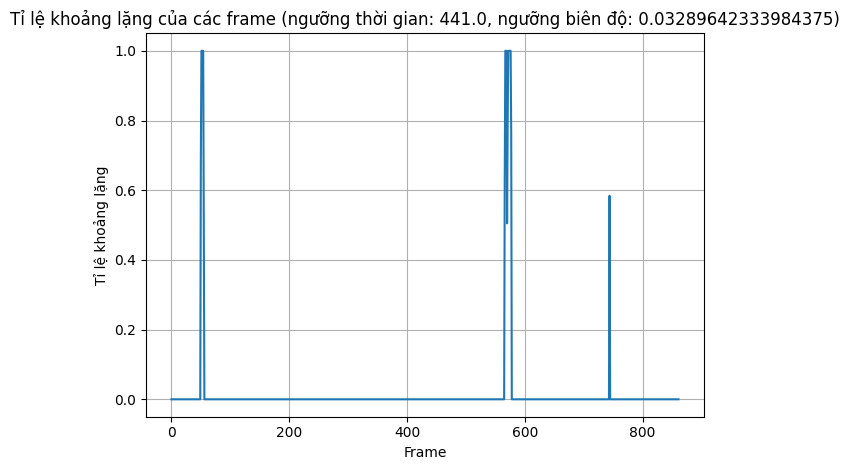 Tỉ lệ khoảng lặng của các frame (ngưỡng thời gian: 441.0, ngưỡng biên độ: 0.03289642333984375)
1.0
0.8
0.6
0.4
0.2
0.0
Tỉ lệ khoảng lặng
0 200 400 600 800
Frame